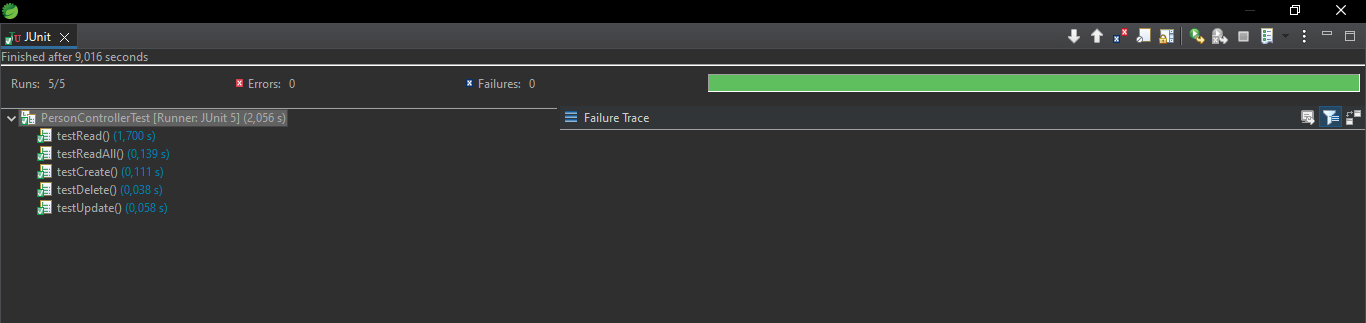 JUnit
Finished after 9,016 seconds
Runs: 5/5 Errors: 0 Failures: 0
PersonControllerTest [Runner: JUnit 5] (2,056 s)
Failure Trace
testRead() (1,700 s)
testReadAll() (0,139 s)
testCreate() (0,111 s)
testDelete() (0,038 s)
testUpdate() (0,058 s)